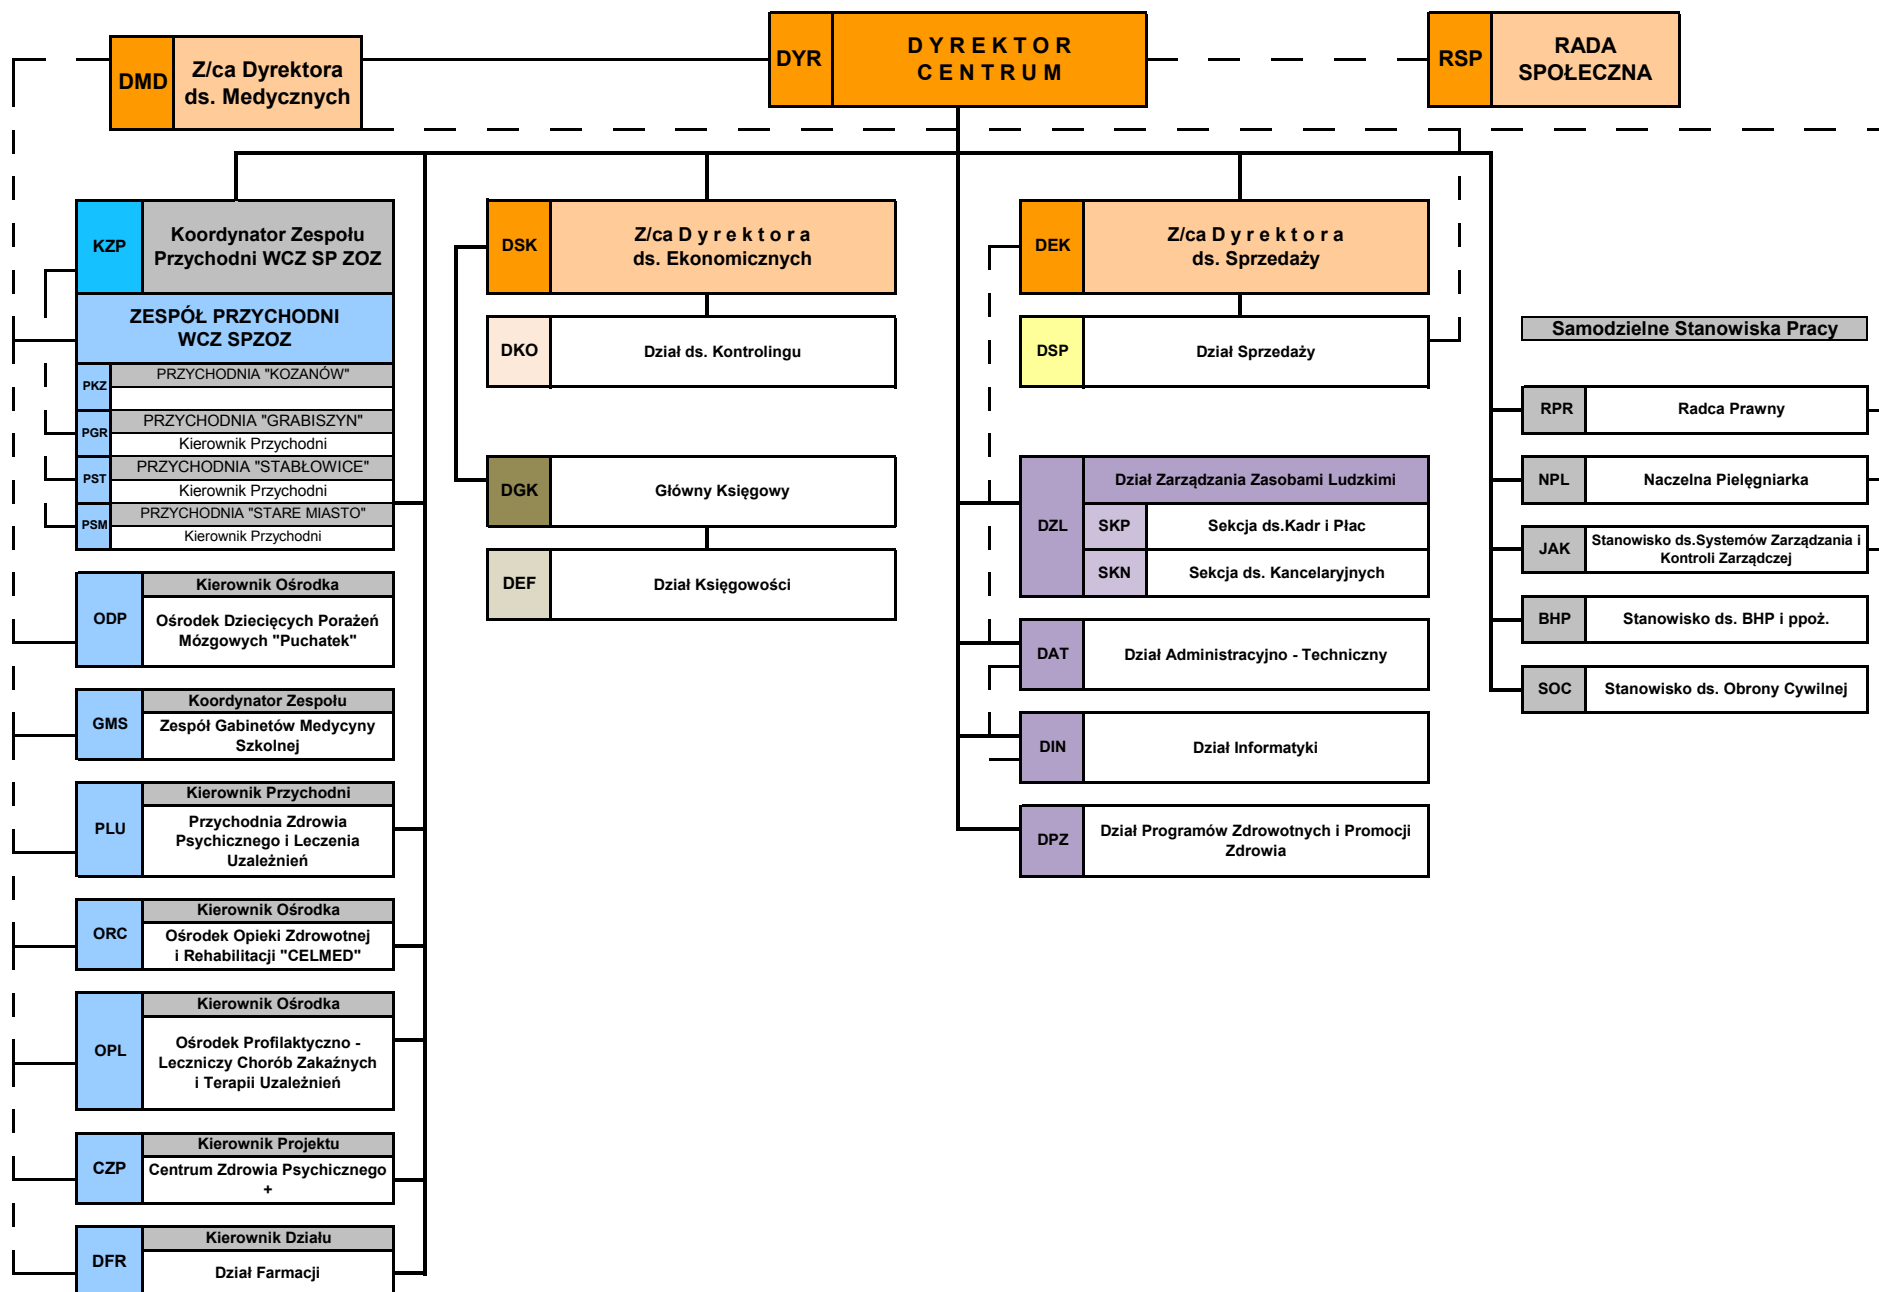 DMD
Z/ca Dyrektora
ds. Medycznych
DYR
D Y R E K T O R
C E N T R U M
RSP
RADA
SPOŁECZNA
KZP
Koordynator Zespołu
Przychodni WCZ SP ZOZ
ZESPÓŁ PRZYCHODNI
WCZ SPZOZ
PKZ
PRZYCHODNIA "KOZANÓW"
PGR
PRZYCHODNIA "GRABISZYN"
Kierownik Przychodni
PST
PRZYCHODNIA "STABŁOWICE"
Kierownik Przychodni
PSM
PRZYCHODNIA "STARE MIASTO"
Kierownik Przychodni
ODP
Kierownik Ośrodka
Ośrodek Dziecięcych Porażeń
Mózgowych "Puchatek"
GMS
Koordynator Zespołu
Zespół Gabinetów Medycyny
Szkolnej
PLU
Kierownik Przychodni
Przychodnia Zdrowia
Psychicznego i Leczenia
Uzależnień
ORC
Kierownik Ośrodka
Ośrodek Opieki Zdrowotnej
i Rehabilitacji "CELMED"
OPL
Kierownik Ośrodka
Ośrodek Profilaktyczno -
Leczniczy Chorób Zakaźnych
i Terapii Uzależnień
CZP
Kierownik Projektu
Centrum Zdrowia Psychicznego
+
DFR
Kierownik Działu
Dział Farmacji
DSK
Z/ca D y r e k t o r a
ds. Ekonomicznych
DKO
Dział ds. Kontrolingu
DGK
Główny Księgowy
DEF
Dział Księgowości
DEK
Z/ca D y r e k t o r a
ds. Sprzedaży
DSP
Dział Sprzedaży
DZL
Dział Zarządzania Zasobami Ludzkimi
SKP
Sekcja ds.Kadr i Płac
SKN
Sekcja ds. Kancelaryjnych
DAT
Dział Administracyjno - Techniczny
DIN
Dział Informatyki
DPZ
Dział Programów Zdrowotnych i Promocji
Zdrowia
Samodzielne Stanowiska Pracy
RPR
Radca Prawny
NPL
Naczelna Pielęgniarka
JAK
Stanowisko ds.Systemów Zarządzania i
Kontroli Zarządczej
BHP
Stanowisko ds. BHP i ppoż.
SOC
Stanowisko ds. Obrony Cywilnej